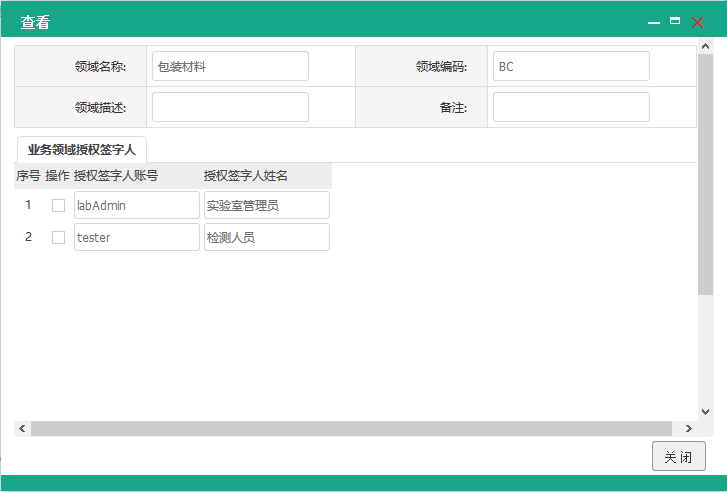 查看
领域名称: 包装材料 领域编码: BC
领域描述: 备注:
业务领域授权签字人
序号 操作 授权签字人账号 授权签字人姓名
1 labAdmin 实验室管理员
2 tester 检测人员
关闭